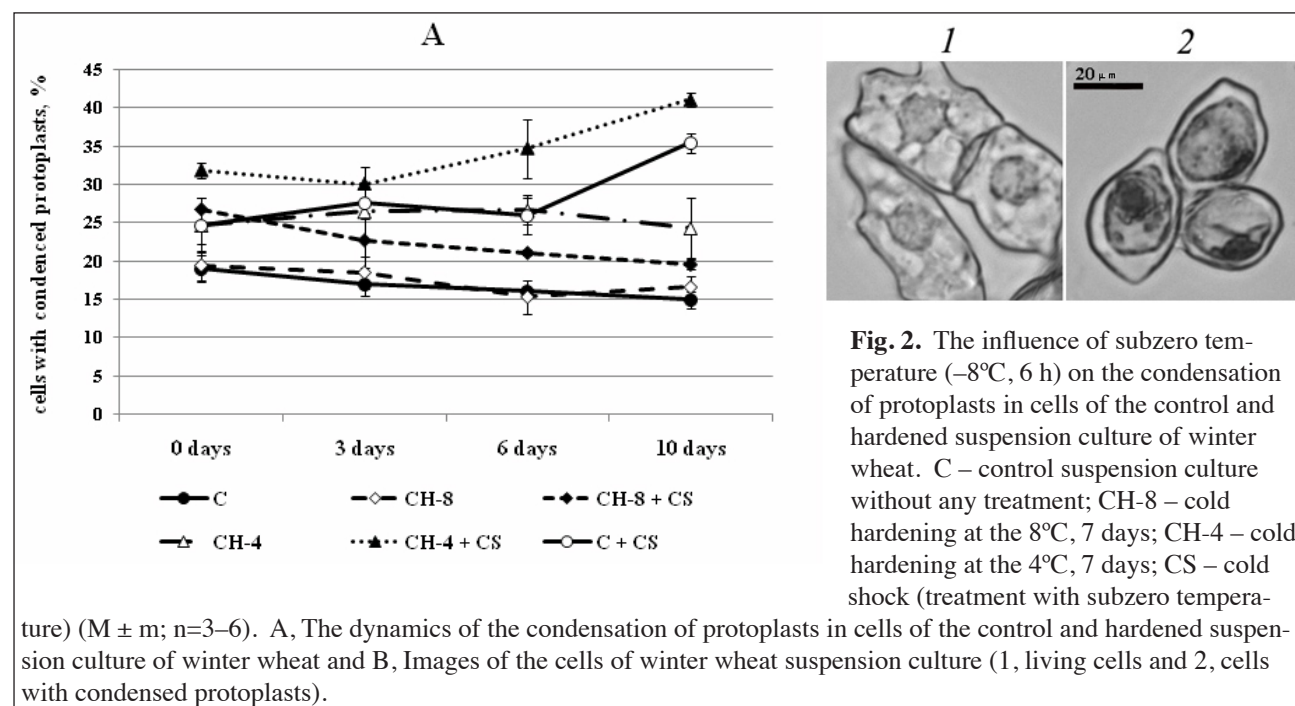 A
45
40
35
30
25
20
15
10
5
0
cells with condenced protoplasts, %
0 days
3 days
6 days
10 days
C
CH-8
CH-8 + CS
CH-4
CH-4 + CS
C + CS
1
2
20 μm
Fig. 2. The influence of subzero tem-
perature (–8ºC, 6 h) on the condensation
of protoplasts in cells of the control and
hardened suspension culture of winter
wheat. C – control suspension culture
without any treatment; CH-8 – cold
hardening at the 8ºC, 7 days; CH-4 – cold
hardening at the 4ºC, 7 days; CS – cold
shock (treatment with subzero tempera-
ture) (M ± m; n=3–6). A, The dynamics of the condensation of protoplasts in cells of the control and hardened suspen-
sion culture of winter wheat and B, Images of the cells of winter wheat suspension culture (1, living cells and 2, cells
with condensed protoplasts).